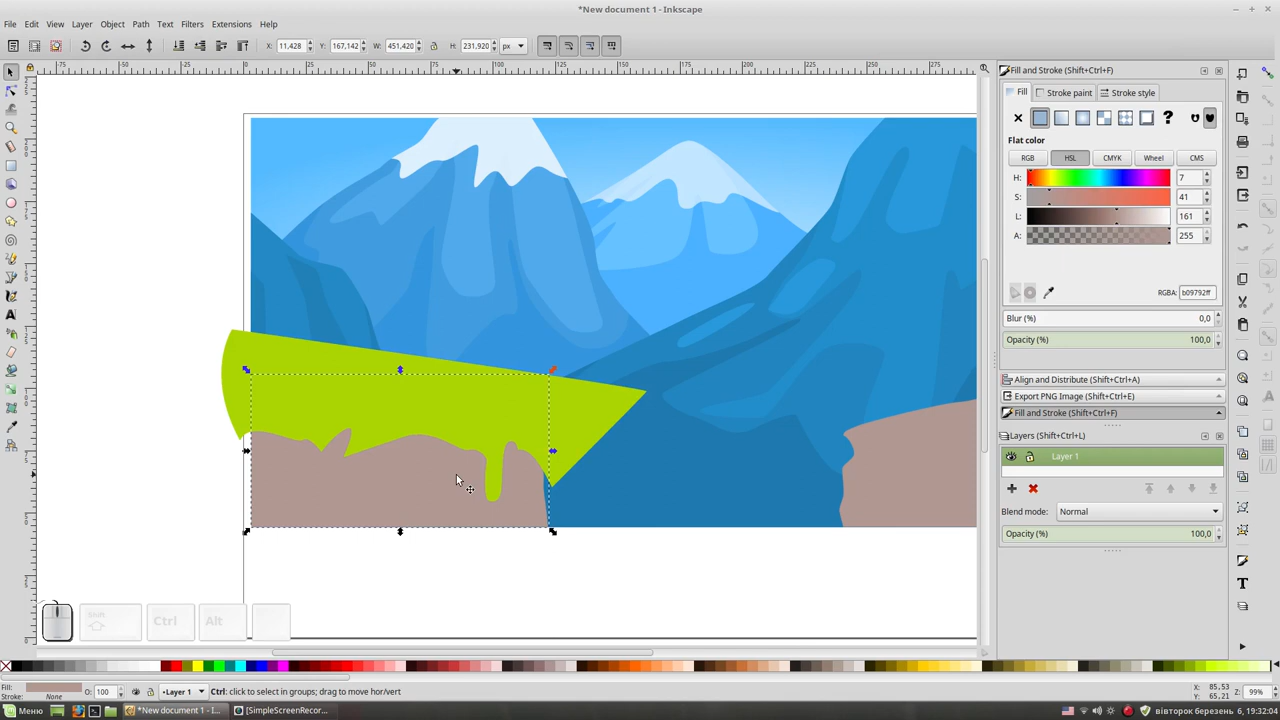 *New document 1 - Inkscape
File Edit View Layer Object Path Text Filters Extensions Help
X: 11,428 Y: 167,142 W: 451,420 H: 231,920 px
Fill and Stroke (Shift+Ctrl+F)
Fill Stroke paint Stroke style
?
Flat color
RGB HSL CMYK Wheel CMS
H: 7
S: 41
L: 161
A: 255
RGBA: b09792ff
Blur (%) 0,0
Opacity (%) 100,0
Align and Distribute (Shift+Ctrl+A)
Export PNG Image (Shift+Ctrl+E)
Fill and Stroke (Shift+Ctrl+F)
Layers (Shift+Ctrl+L)
Layer 1
Blend mode: Normal
Opacity (%) 100,0
Shift
Ctrl
Alt
Fill:
Stroke: None
O: 100
•Layer 1
Ctrl: click to select in groups; drag to move hor/vert
X: 85,53
Y: 65,21
Z: 99%
Меню
*New document 1 - I...
[SimpleScreenRecor...
вівторок березень 6, 19:32:04